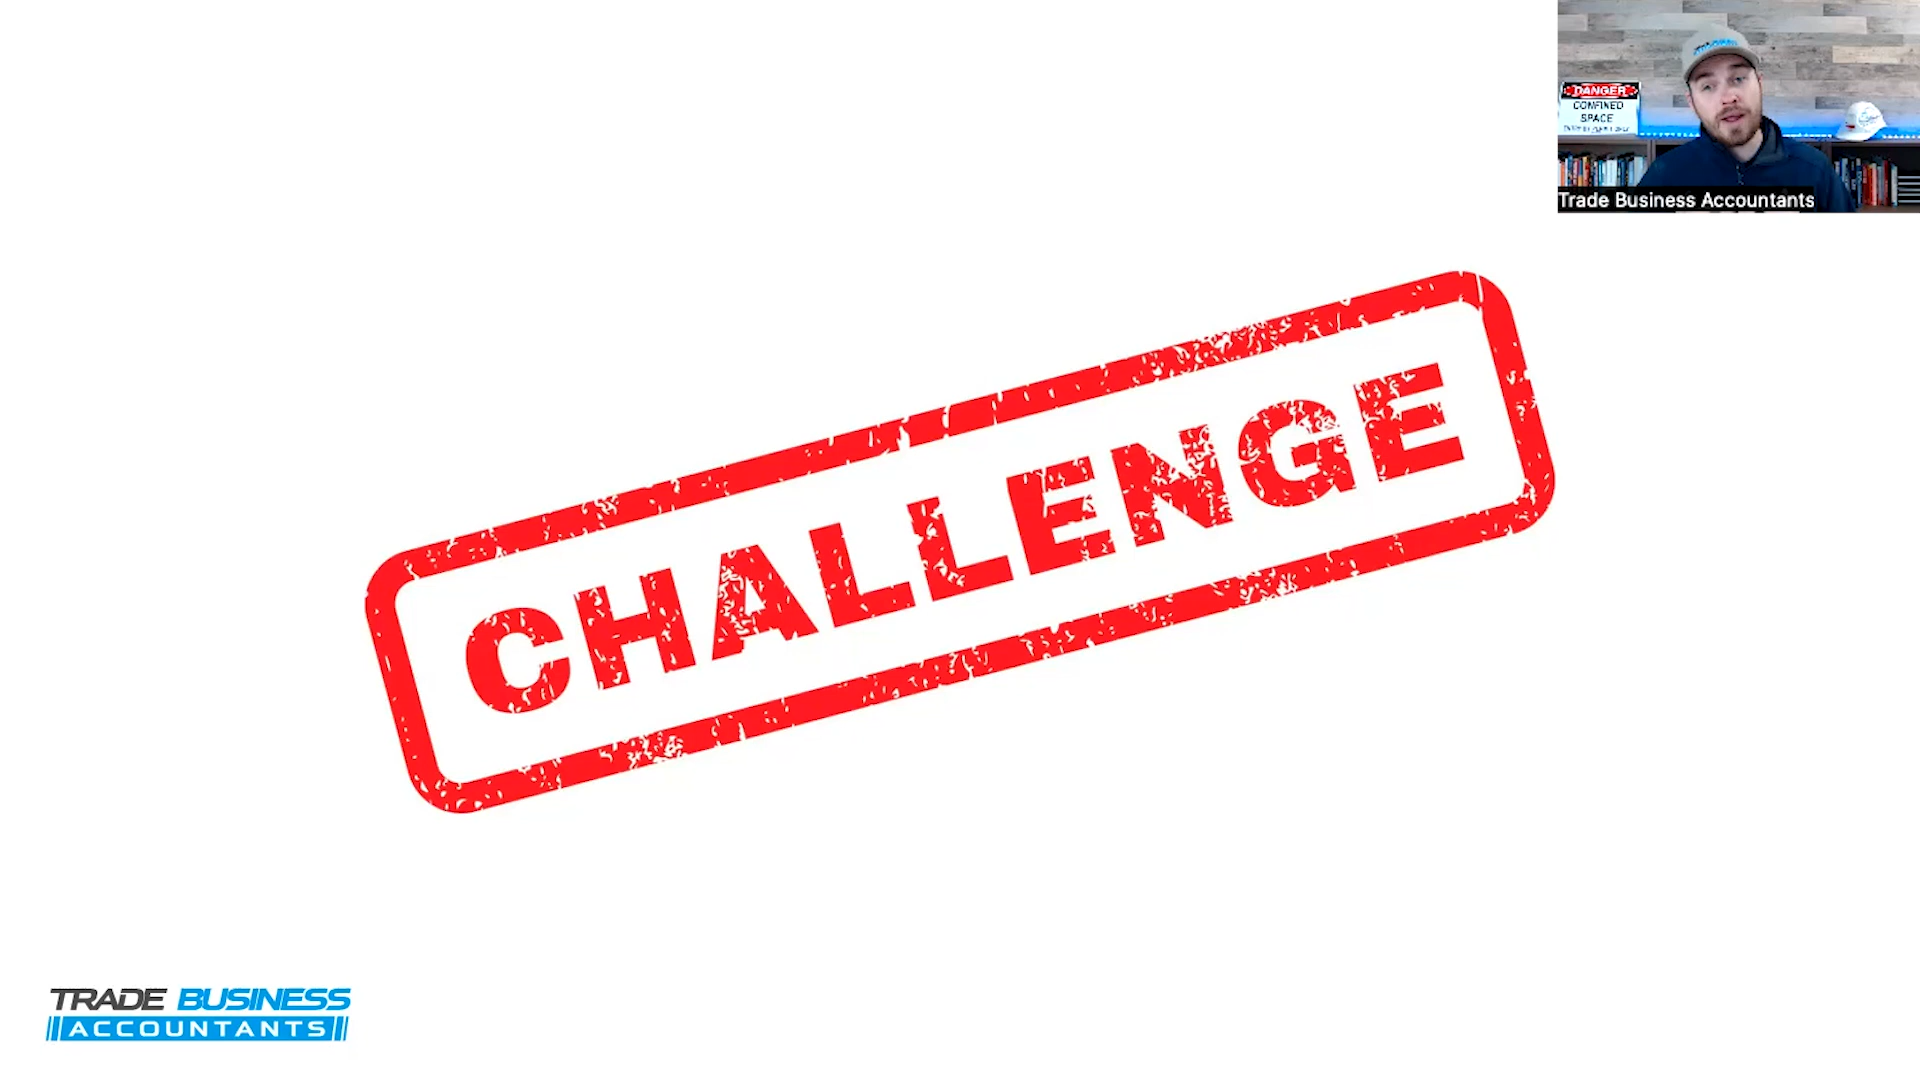 DANGER
CONFINED
SPACE
Trade Business Accountants
CHALLENGE
TRADE BUSINESS
ACCOUNTANTS